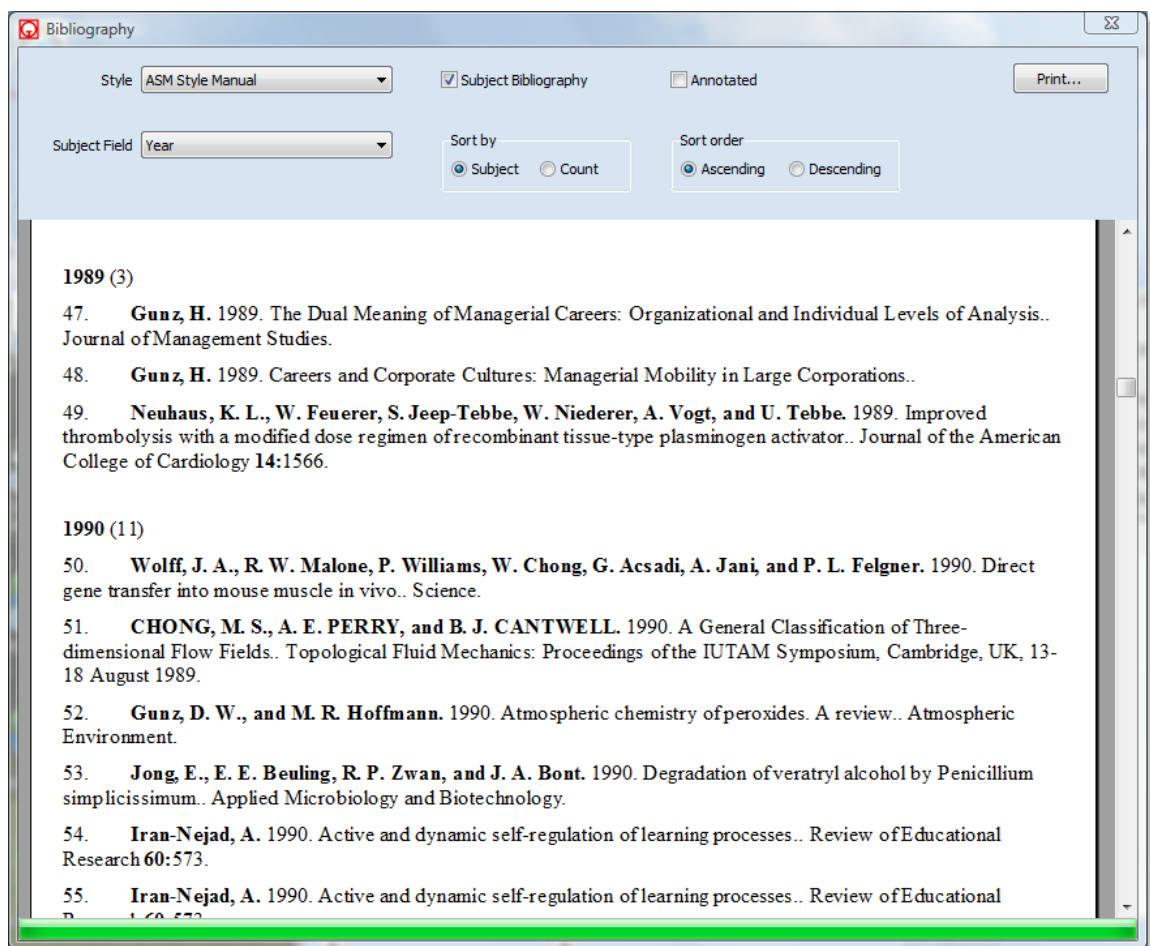 Bibliography
Style ASM Style Manual Subject Bibliography Annotated Print...
Subject Field Year Sort by Subject Count Sort order Ascending Descending
1989 (3)
47. Gunz, H. 1989. The Dual Meaning of Managerial Careers: Organizational and Individual Levels of Analysis..
Journal of Management Studies.
48. Gunz, H. 1989. Careers and Corporate Cultures: Managerial Mobility in Large Corporations..
49. Neuhaus, K. L., W. Feuerer, S. Jeep-Tebbe, W. Niederer, A. Vogt, and U. Tebbe. 1989. Improved
thrombolysis with a modified dose regimen of recombinant tissue-type plasminogen activator.. Journal of the American
College of Cardiology 14:1566.
1990 (11)
50. Wolff, J. A., R. W. Malone, P. Williams, W. Chong, G. Acsadi, A. Jani, and P. L. Felgner. 1990. Direct
gene transfer into mouse muscle in vivo.. Science.
51. CHONG, M. S., A. E. PERRY, and B. J. CANTWELL. 1990. A General Classification of Three-
dimensional Flow Fields.. Topological Fluid Mechanics: Proceedings of the IUTAM Symposium, Cambridge, UK, 13-
18 August 1989.
52. Gunz, D. W., and M. R. Hoffmann. 1990. Atmospheric chemistry of peroxides. A review.. Atmospheric
Environment.
53. Jong, E., E. E. Beuling, R. P. Zwan, and J. A. Bont. 1990. Degradation of veratryl alcohol by Penicillium
simplicissimum.. Applied Microbiology and Biotechnology.
54. Iran-Nejad, A. 1990. Active and dynamic self-regulation of learning processes.. Review of Educational
Research 60:573.
55. Iran-Nejad, A. 1990. Active and dynamic self-regulation of learning processes.. Review of Educational